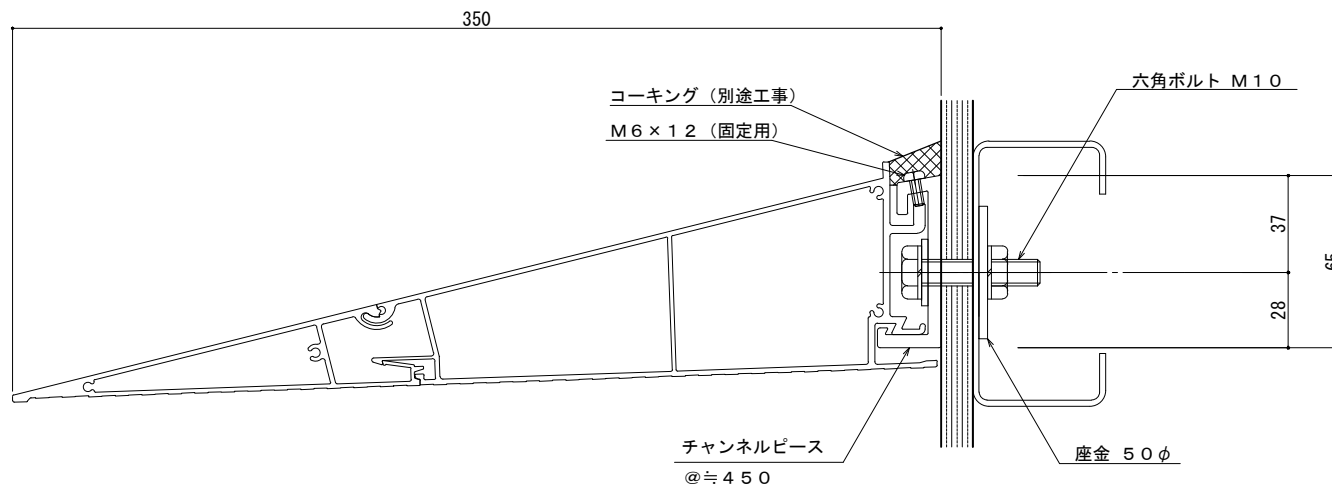 350
六角ボルト Ｍ１０
コーキング（別途工事）
Ｍ６×１２（固定用）
37
65
28
チャンネルピース
＠≒４５０
座金 ５０φ